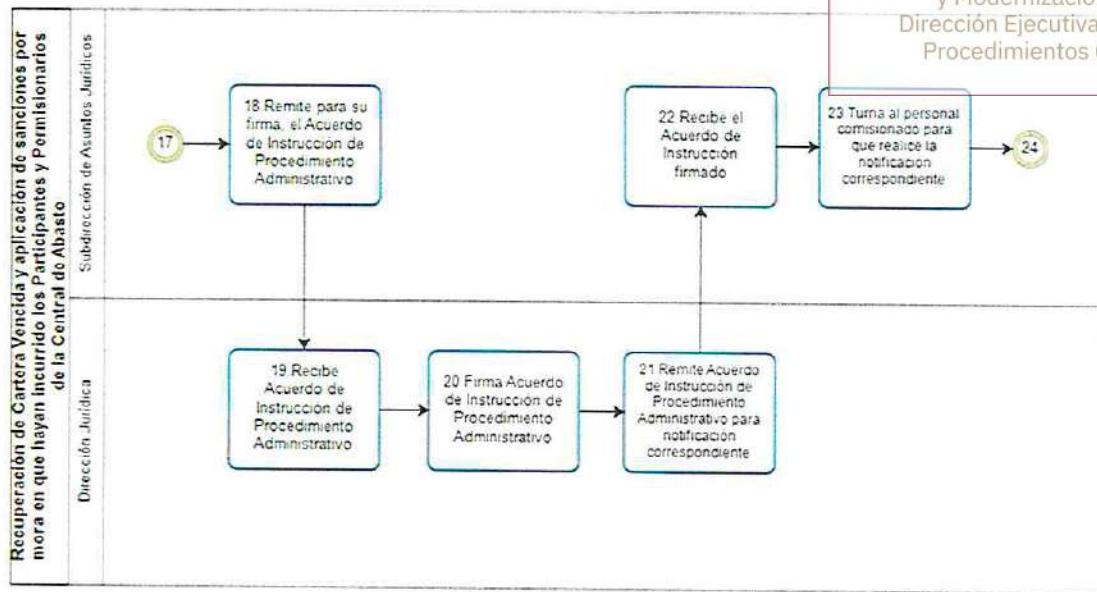 y Modernizació
Dirección Ejecutiva
Procedimientos
Recuperación de Cartera Vencida y aplicación de sanciones por
mora en que hayan incurrido los Participantes y Permisionarios
de la Central de Abasto
Subdirección de Asuntos Jurídicos
17
18 Remite para su
firma, el Acuerdo
de Instrucción de
Procedimiento
Administrativo
22 Recibe el
Acuerdo de
Instrucción
firmado
23 Turna al personal
comisionado para
que realice la
notificación
correspondiente
24
Dirección Jurídica
19 Recibe
Acuerdo de
Instrucción de
Procedimiento
Administrativo
20 Firma Acuerdo
de Instrucción de
Procedimiento
Administrativo
21 Remite Acuerdo
de Instrucción de
Procedimiento
Administrativo para
notificación
correspondiente